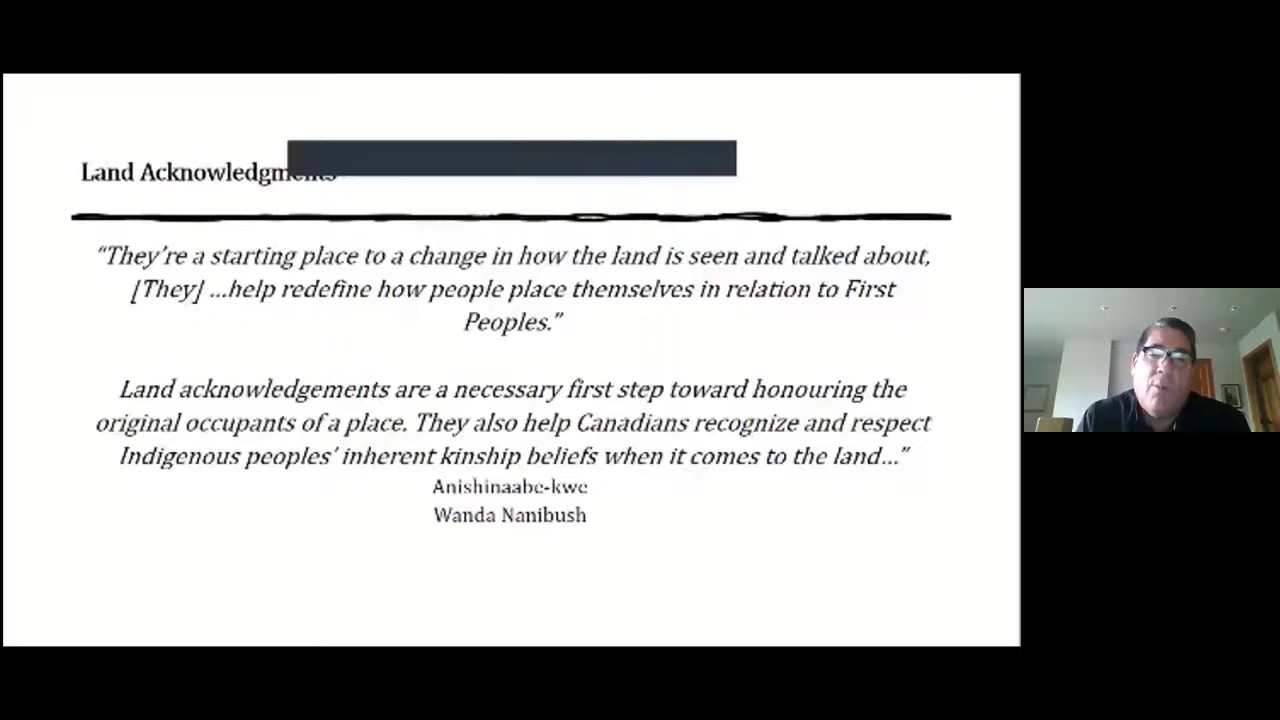 Land Acknowledgments
“They’re a starting place to a change in how the land is seen and talked about,
[They] ...help redefine how people place themselves in relation to First
Peoples.”
Land acknowledgements are a necessary first step toward honouring the
original occupants of a place. They also help Canadians recognize and respect
Indigenous peoples’ inherent kinship beliefs when it comes to the land...”
Anishinaabe-kwe
Wanda Nanibush